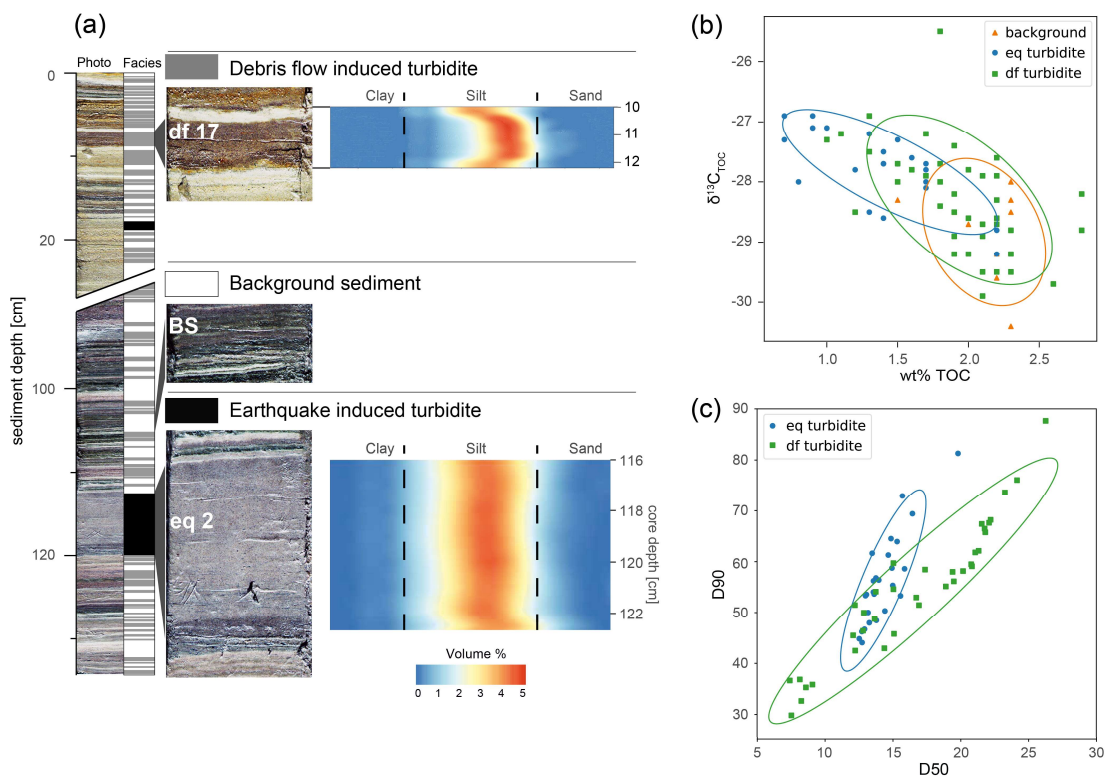 (a)
Photo Facies
0
20
100
120
sediment depth [cm]
Debris flow induced turbidite
df 17
Clay Silt Sand
10
11
12
Background sediment
BS
Earthquake induced turbidite
eq 2
Clay Silt Sand
116
118
120
122
core depth [cm]
Volume %
0 1 2 3 4 5
(b)
background
eq turbidite
df turbidite
-26
-27
-28
-29
-30
δ¹³C_TOC
1.0 1.5 2.0 2.5
wt% TOC
(c)
eq turbidite
df turbidite
90
80
70
60
50
40
30
D90
5 10 15 20 25 30
D50